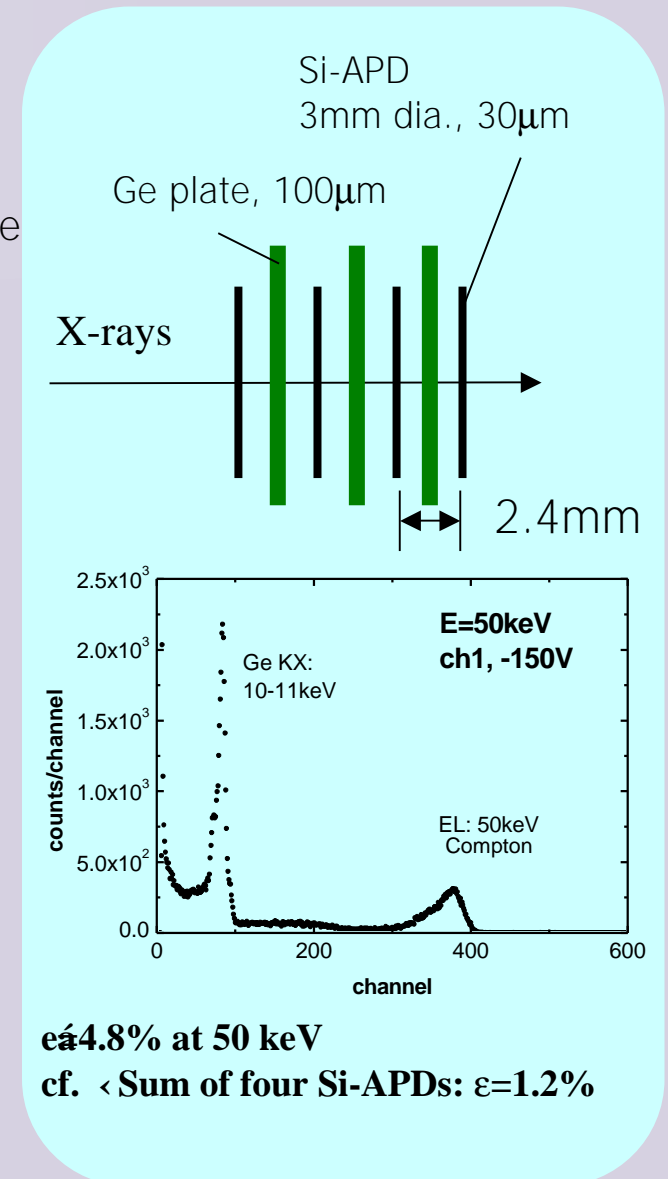 Si-APD
3mm dia., 30μm
Ge plate, 100μm
e
X-rays
2.4mm
2.5x10³
2.0x10³
1.5x10³
1.0x10³
5.0x10²
0.0
0
200
400
600
counts/channel
channel
Ge KX:
10-11keV
E=50keV
ch1, -150V
EL: 50keV
Compton
4.8% at 50 keV
cf. ‹ Sum of four Si-APDs: ε=1.2%